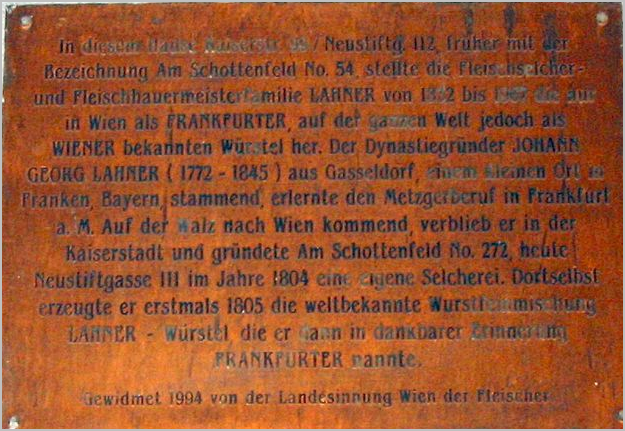 In diesem Hause Kaiserstr. 99 / Neustiftg. 112, früher mit der
Bezeichnung Am Schottenfeld No. 54, stellte die Fleischselcher-
und Fleischhauermeisterfamilie LAHNER von 1832 bis 1967 die nur
in Wien als FRANKFURTER, auf der ganzen Welt jedoch als
WIENER bekannten Würstel her. Der Dynastiegründer JOHANN
GEORG LAHNER ( 1772 - 1845 ) aus Gasseldorf, einem kleinen Ort in
Franken, Bayern, stammend, erlernte den Metzgerberuf in Frankfurt
a. M. Auf der Walz nach Wien kommend, verblieb er in der
Kaiserstadt und gründete Am Schottenfeld No. 272, heute
Neustiftgasse 111 im Jahre 1804 eine eigene Selcherei. Dortselbst
erzeugte er erstmals 1805 die weltbekannte Wursthautmischung
LAHNER - Würstel, die er dann in dankbarer Erinnerung
FRANKFURTER nannte.
Gewidmet 1994 von der Landesinnung Wien der Fleischer